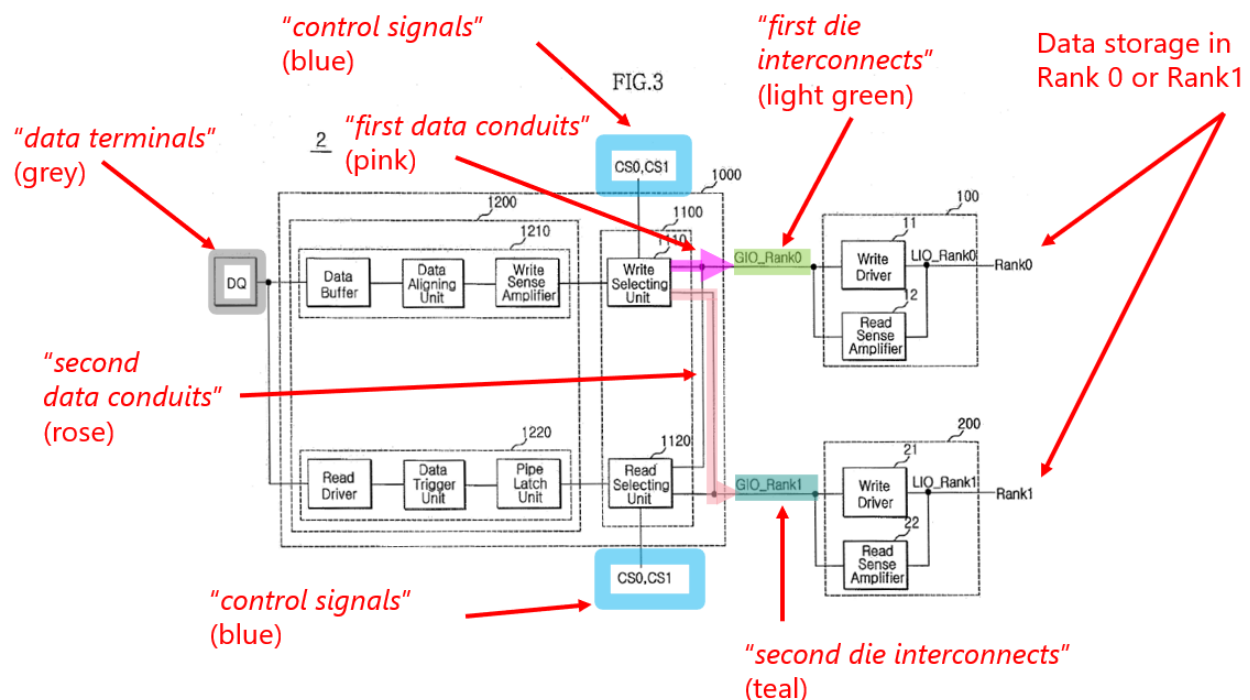 "control signals"
(blue)
"first die
interconnects"
(light green)
Data storage in
Rank 0 or Rank1
FIG.3
"data terminals"
(grey)
2
"first data conduits"
(pink)
CS0,CS1
1000
1200
1210
1100
1110
100
11
DQ
Data
Buffer
Data
Aligning
Unit
Write
Sense
Amplifier
Write
Selecting
Unit
GIO_Rank0
Write
Driver
LIO_Rank0
Rank0
12
Read
Sense
Amplifier
"second
data conduits"
(rose)
1220
1120
200
21
Read
Driver
Data
Trigger
Unit
Pipe
Latch
Unit
Read
Selecting
Unit
GIO_Rank1
Write
Driver
LIO_Rank1
Rank1
22
Read
Sense
Amplifier
CS0,CS1
"control signals"
(blue)
"second die interconnects"
(teal)